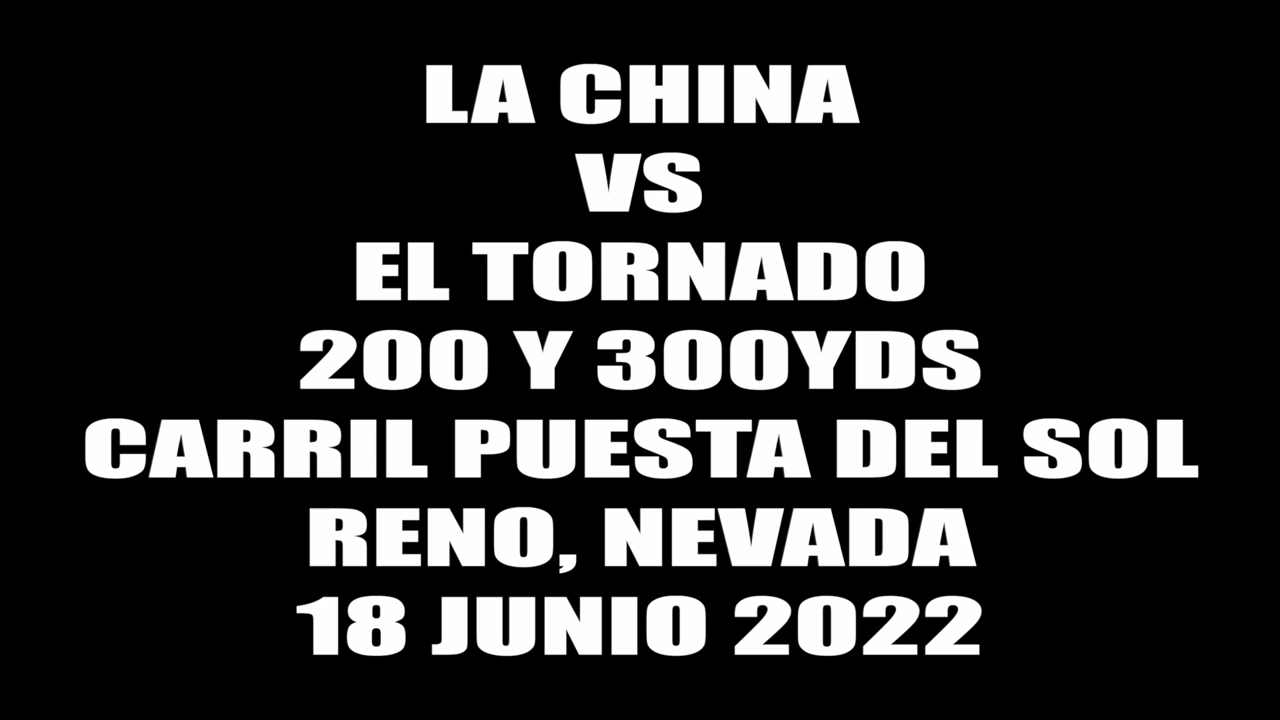 LA CHINA
VS
EL TORNADO
200 Y 300YDS
CARRIL PUESTA DEL SOL
RENO, NEVADA
18 JUNIO 2022